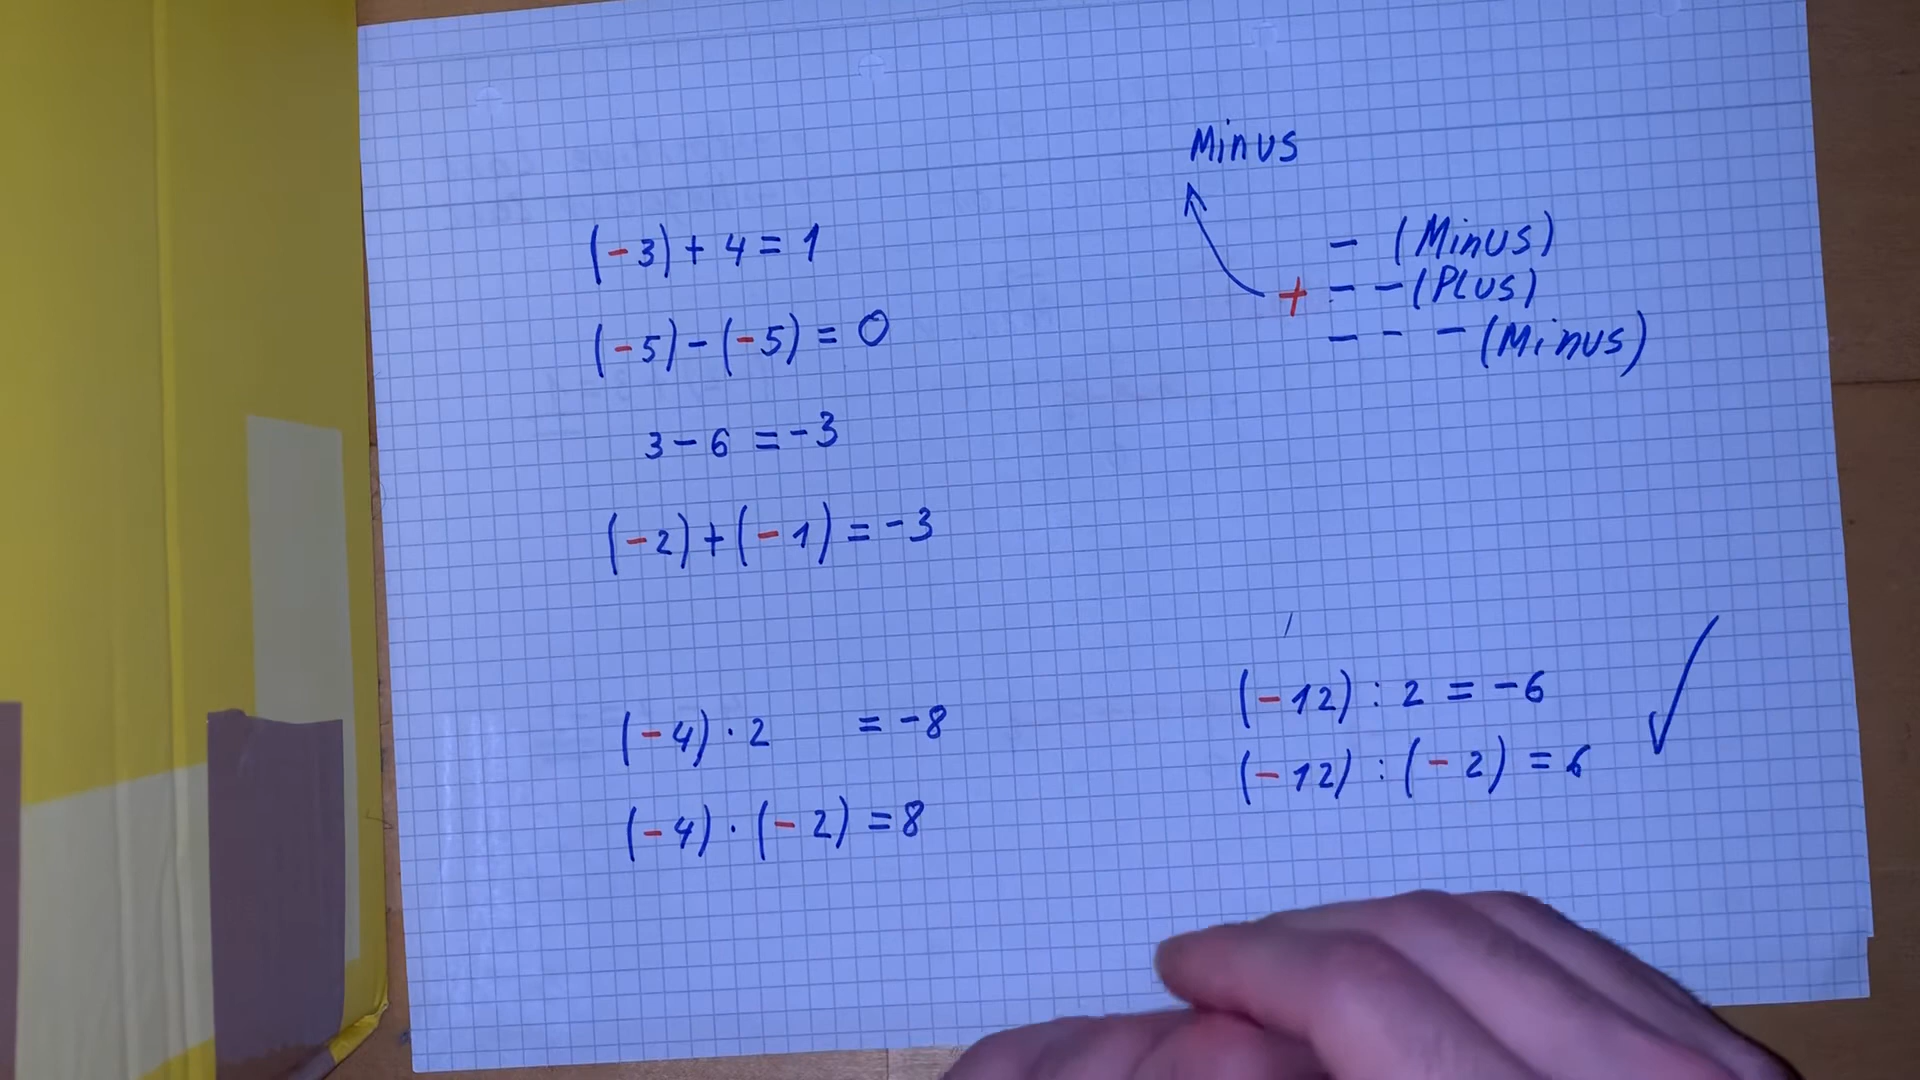 Minus
- (Minus)
+ - - (PLUS)
- - - (Minus)
(-3) + 4 = 1
(-5) - (-5) = 0
3 - 6 = -3
(-2) + (-1) = -3
(-4) · 2 = -8
(-4) · (-2) = 8
(-12) : 2 = -6
(-12) : (-2) = 6